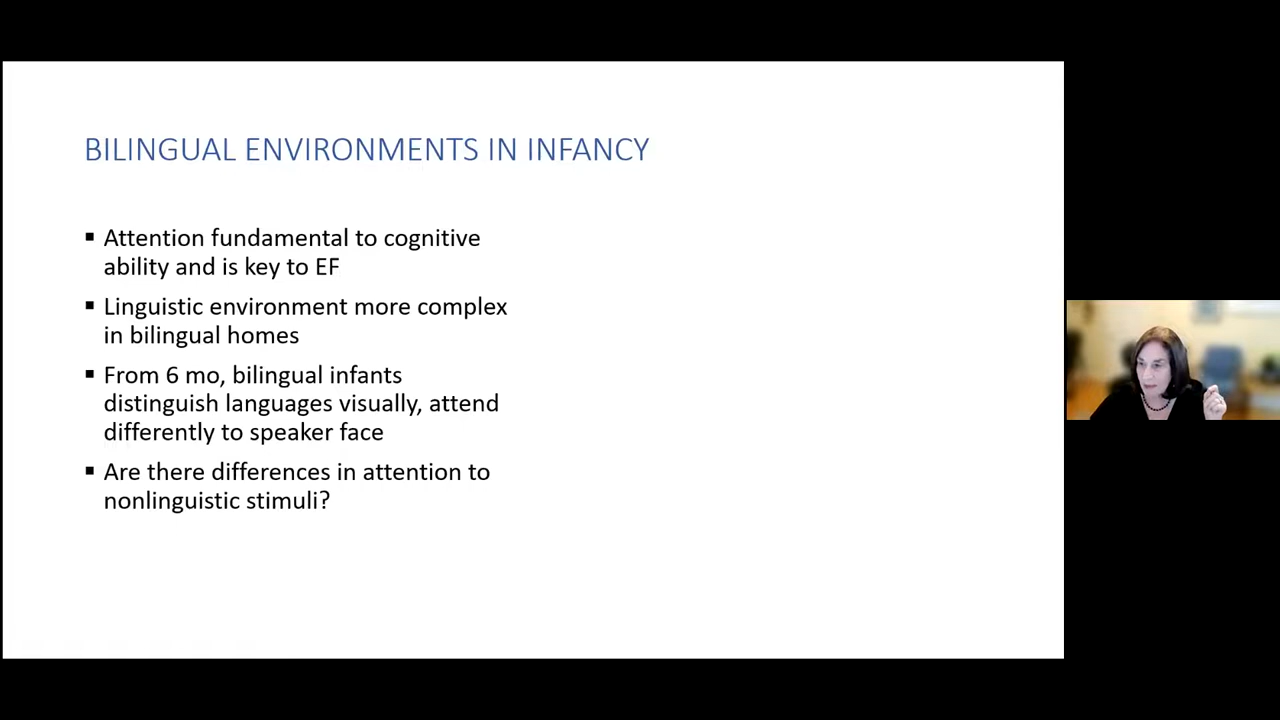 BILINGUAL ENVIRONMENTS IN INFANCY
▪ Attention fundamental to cognitive
ability and is key to EF
▪ Linguistic environment more complex
in bilingual homes
▪ From 6 mo, bilingual infants
distinguish languages visually, attend
differently to speaker face
▪ Are there differences in attention to
nonlinguistic stimuli?